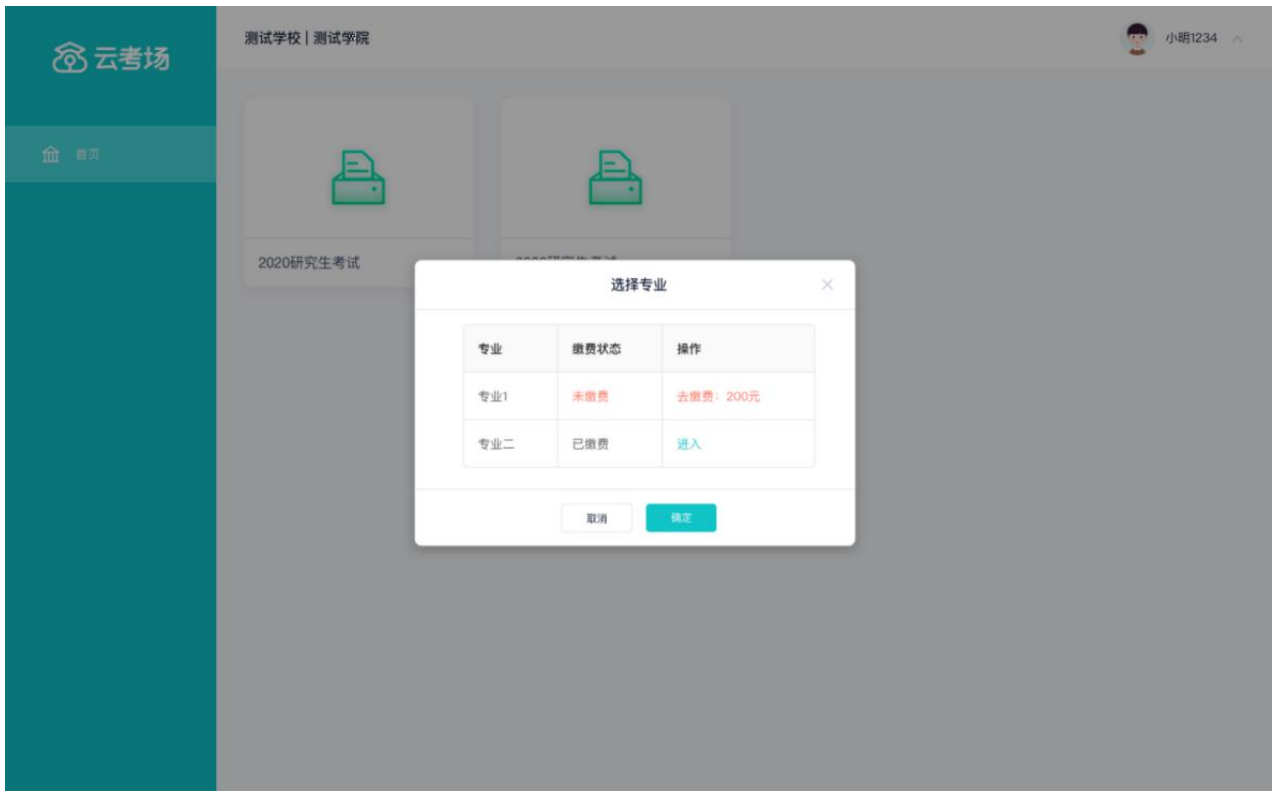 云考场
测试学校 | 测试学院
小明1234
首页
2020研究生考试
选择专业
专业 缴费状态 操作
专业1 未缴费 去缴费：200元
专业二 已缴费 进入
取消 确定